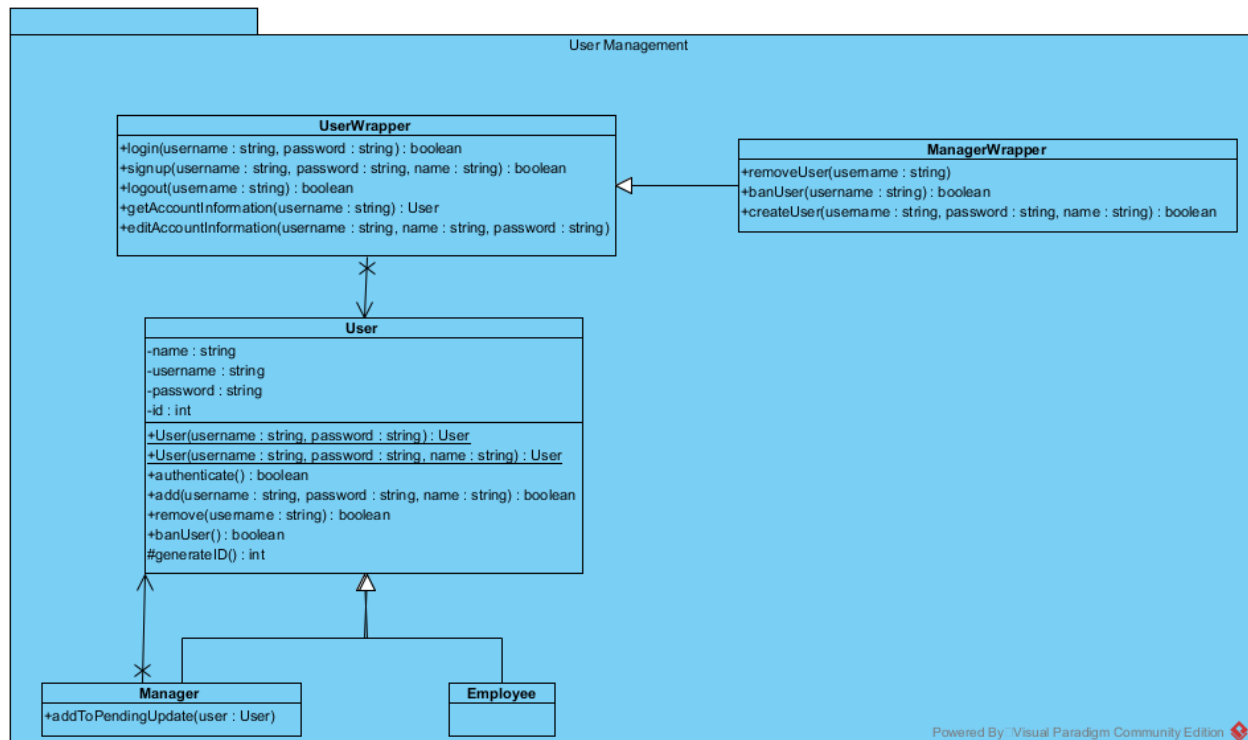 User Management
UserWrapper
+login(username : string, password : string) : boolean
+signup(username : string, password : string, name : string) : boolean
+logout(username : string) : boolean
+getAccountInformation(username : string) : User
+editAccountInformation(username : string, name : string, password : string)
ManagerWrapper
+removeUser(username : string)
+banUser(username : string) : boolean
+createUser(username : string, password : string, name : string) : boolean
User
-name : string
-username : string
-password : string
-id : int
+User(username : string, password : string) : User
+User(username : string, password : string, name : string) : User
+authenticate() : boolean
+add(username : string, password : string, name : string) : boolean
+remove(username : string) : boolean
+banUser() : boolean
#generateID() : int
Manager
+addToPendingUpdate(user : User)
Employee
Powered By Visual Paradigm Community Edition